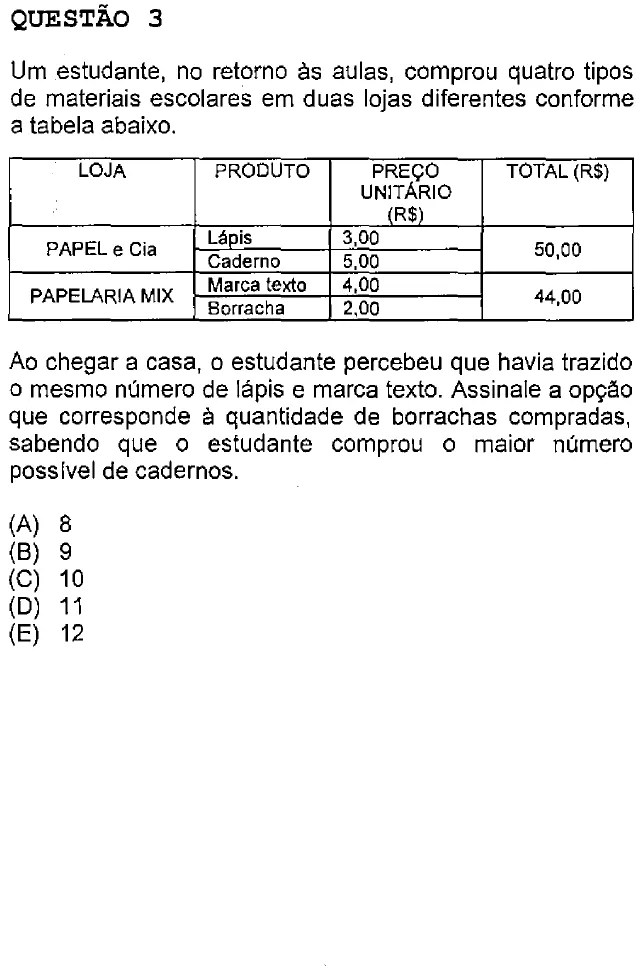 QUESTÃO 3
Um estudante, no retorno às aulas, comprou quatro tipos
de materiais escolares em duas lojas diferentes conforme
a tabela abaixo.
LOJA PRODUTO PREÇO UNITÁRIO (R$) TOTAL (R$)
PAPEL e Cia Lápis 3,00 50,00
Caderno 5,00
PAPELARIA MIX Marca texto 4,00 44,00
Borracha 2,00
Ao chegar a casa, o estudante percebeu que havia trazido
o mesmo número de lápis e marca texto. Assinale a opção
que corresponde à quantidade de borrachas compradas,
sabendo que o estudante comprou o maior número
possível de cadernos.
(A) 8
(B) 9
(C) 10
(D) 11
(E) 12